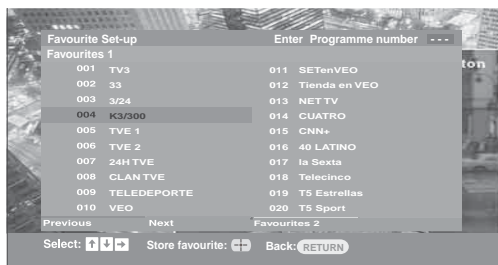 Favourite Set-up Enter Programme number ---
Favourites 1
ton
001 TV3
002 33
003 3/24
004 K3/300
005 TVE 1
006 TVE 2
007 24H TVE
008 CLAN TVE
009 TELEDEPORTE
010 VEO
011 SETenVEO
012 Tienda en VEO
013 NET TV
014 CUATRO
015 CNN+
016 40 LATINO
017 la Sexta
018 Telecinco
019 T5 Estrellas
020 T5 Sport
Previous Next Favourites 2
Select: ↑ ↓ → Store favourite: Back: RETURN